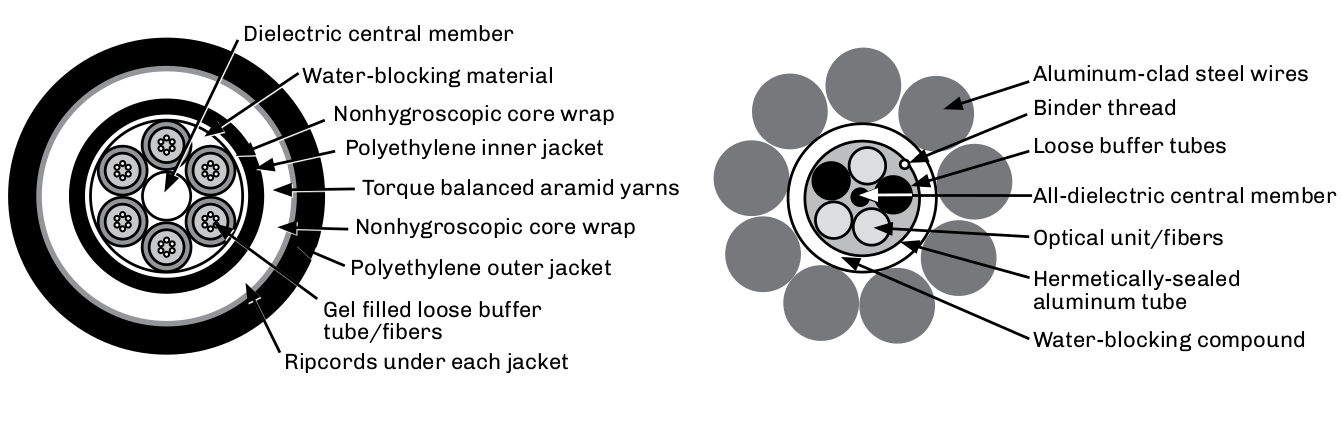 Dielectric central member
Water-blocking material
Nonhygroscopic core wrap
Polyethylene inner jacket
Torque balanced aramid yarns
Nonhygroscopic core wrap
Polyethylene outer jacket
Gel filled loose buffer
tube/fibers
Ripcords under each jacket
Aluminum-clad steel wires
Binder thread
Loose buffer tubes
All-dielectric central member
Optical unit/fibers
Hermetically-sealed
aluminum tube
Water-blocking compound